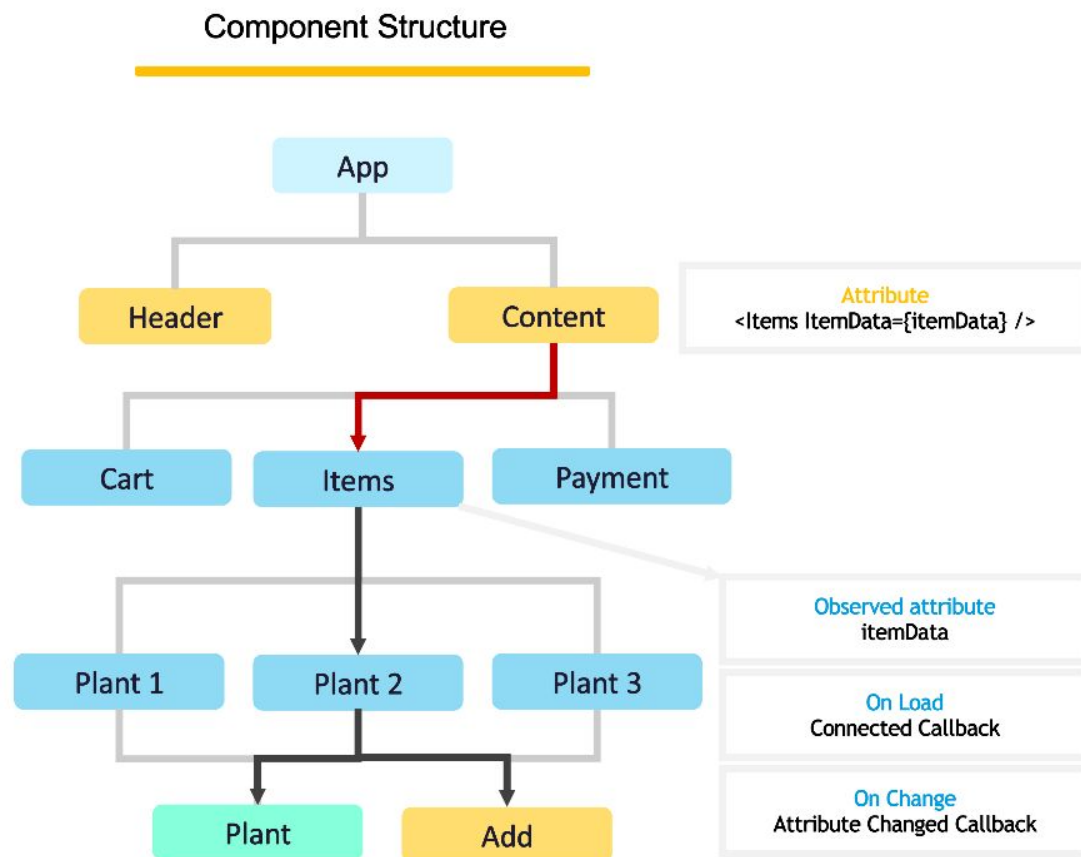 Component Structure
App
Header
Content
Attribute
<Items ItemData={itemData} />
Cart
Items
Payment
Observed attribute
itemData
Plant 1
Plant 2
Plant 3
On Load
Connected Callback
On Change
Attribute Changed Callback
Plant
Add